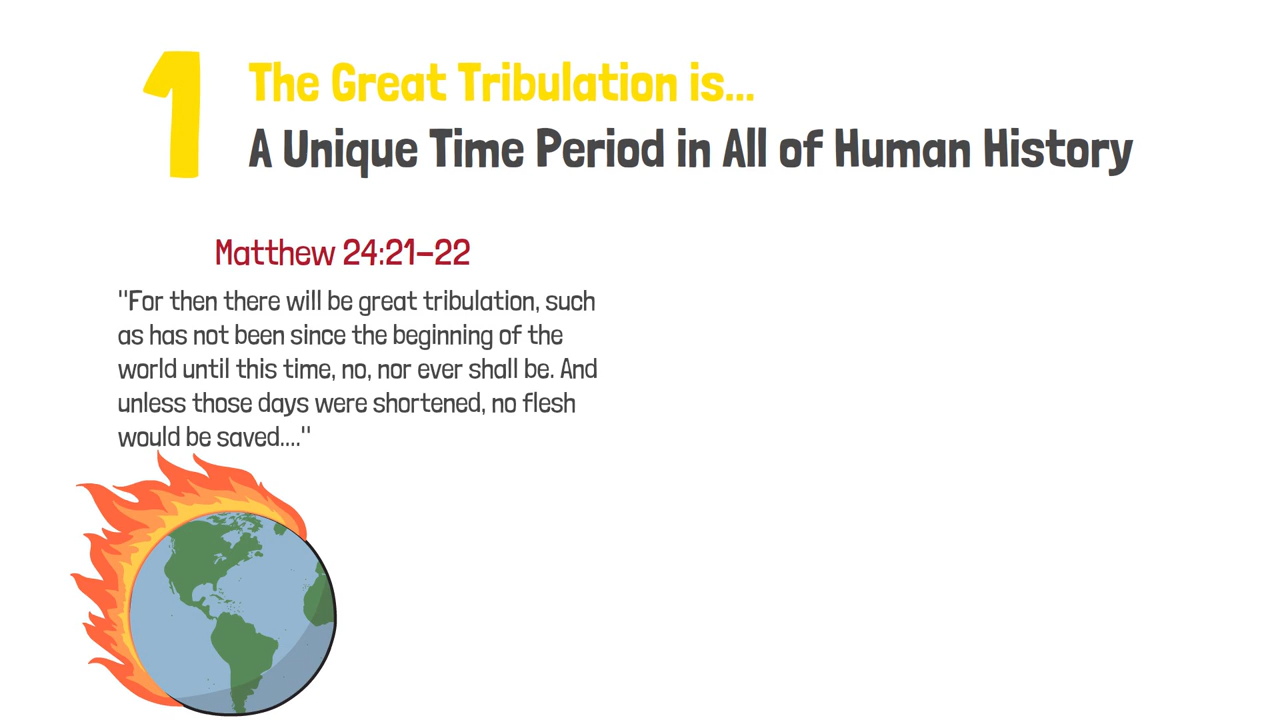 1
The Great Tribulation is...
A Unique Time Period in All of Human History
Matthew 24:21–22
"For then there will be great tribulation, such
as has not been since the beginning of the
world until this time, no, nor ever shall be. And
unless those days were shortened, no flesh
would be saved...."